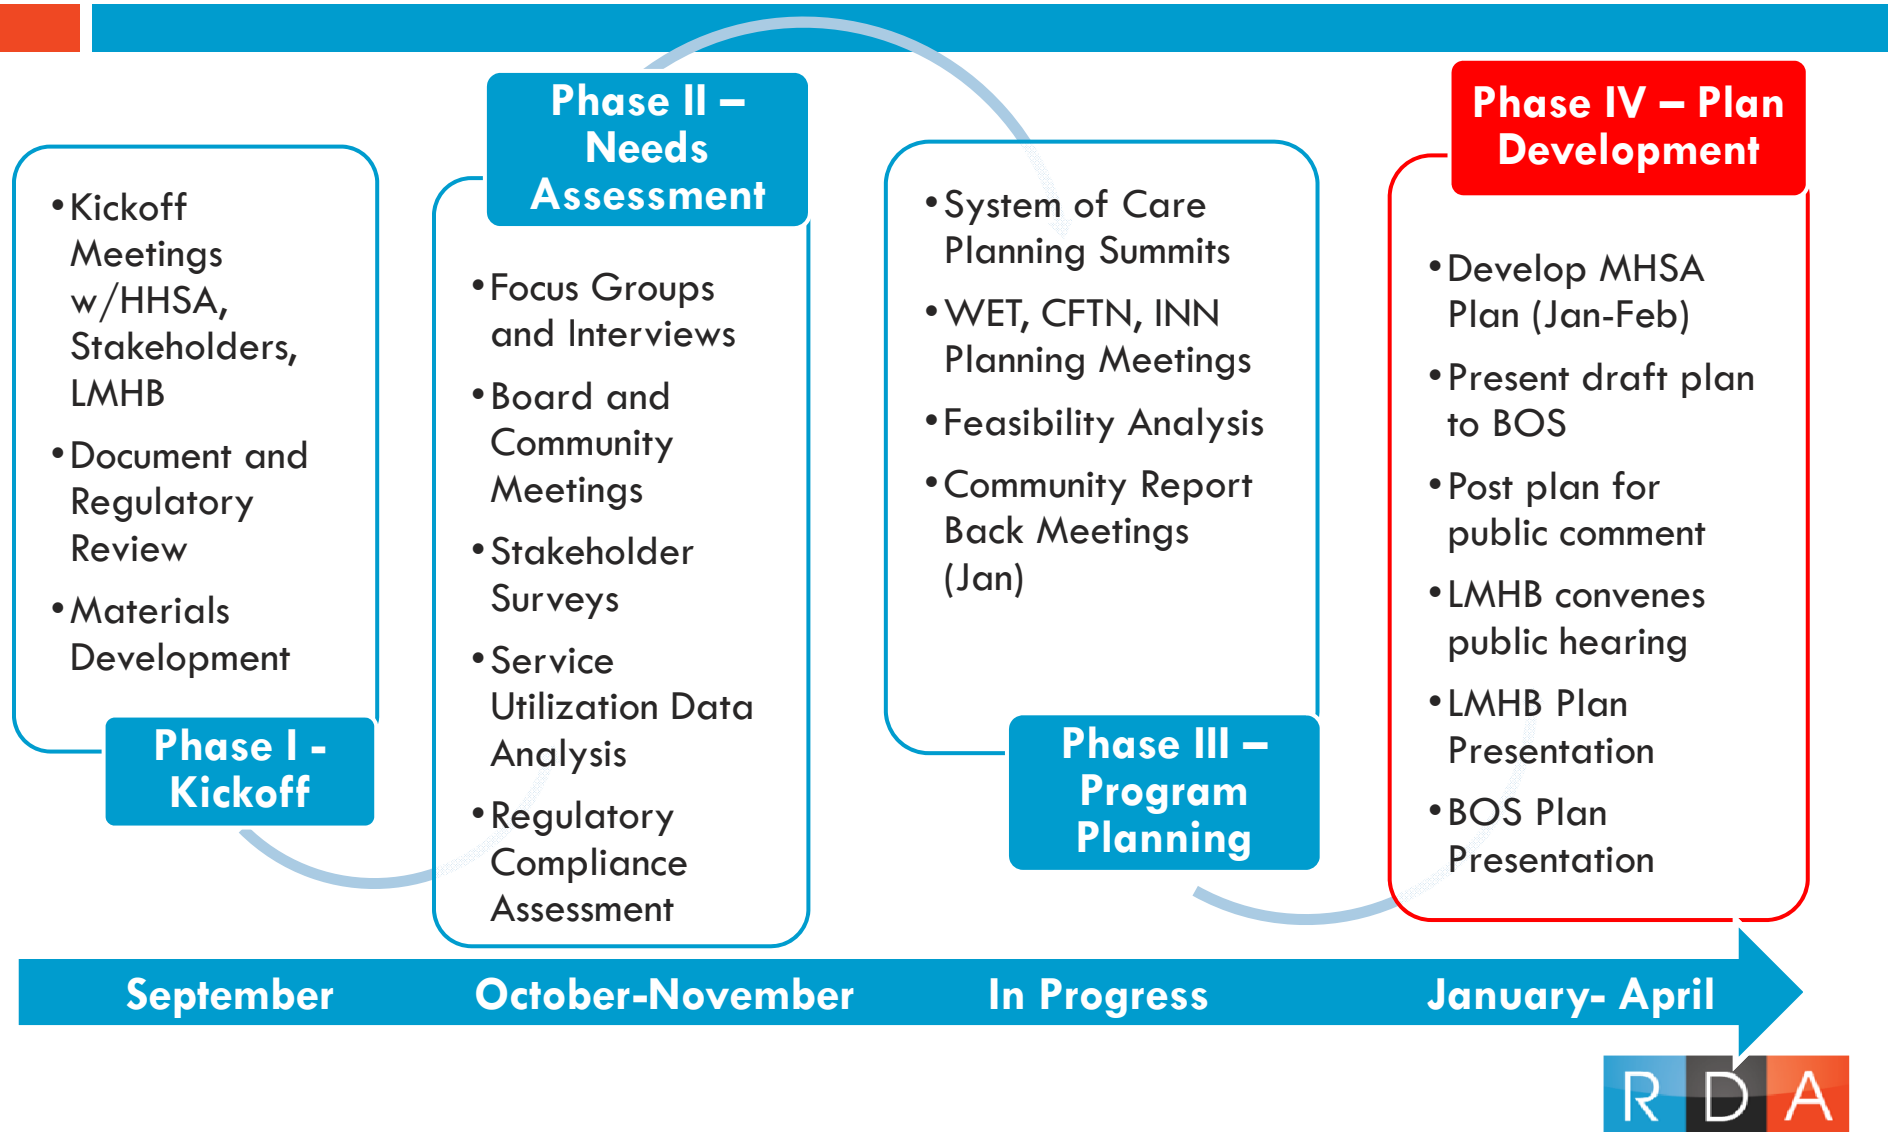 •Kickoff
Meetings
w/HHSA,
Stakeholders,
LMHB
•Document and
Regulatory
Review
•Materials
Development
Phase I -
Kickoff
Phase II –
Needs
Assessment
•Focus Groups
and Interviews
•Board and
Community
Meetings
•Stakeholder
Surveys
•Service
Utilization Data
Analysis
•Regulatory
Compliance
Assessment
•System of Care
Planning Summits
•WET, CFTN, INN
Planning Meetings
•Feasibility Analysis
•Community Report
Back Meetings
(Jan)
Phase III –
Program
Planning
Phase IV – Plan
Development
•Develop MHSA
Plan (Jan-Feb)
•Present draft plan
to BOS
•Post plan for
public comment
•LMHB convenes
public hearing
•LMHB Plan
Presentation
•BOS Plan
Presentation
September
October-November
In Progress
January- April
RDA